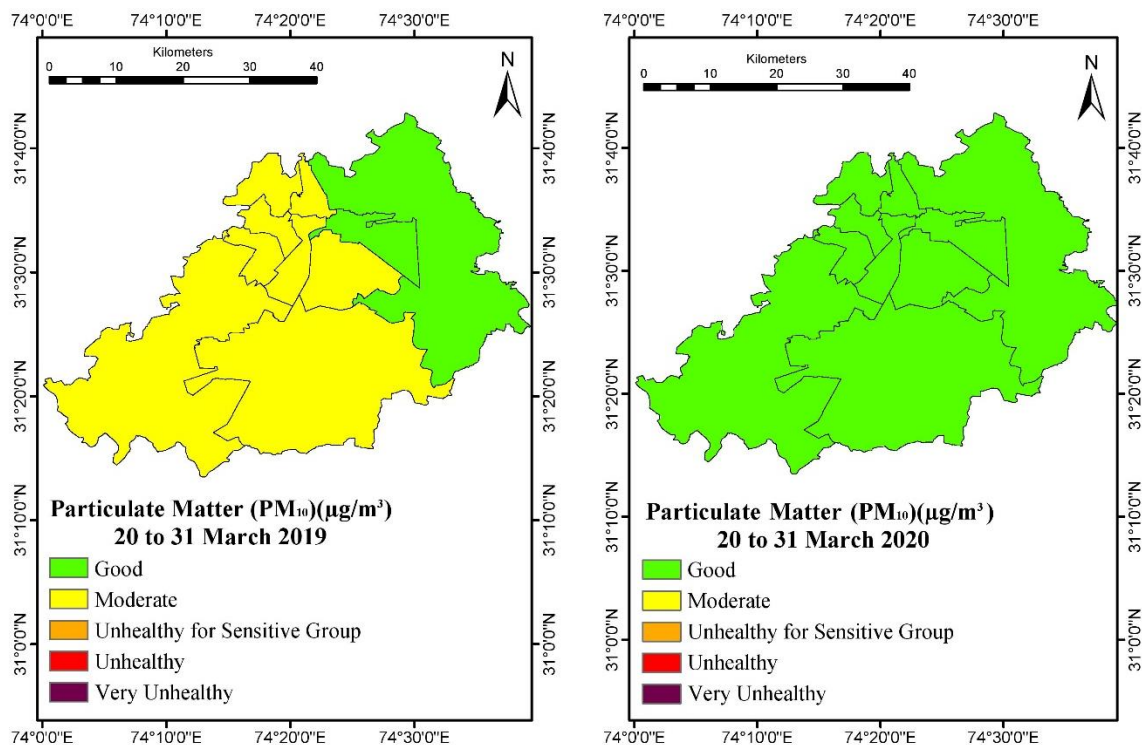 74°0'0"E 74°10'0"E 74°20'0"E 74°30'0"E
Kilometers
0 10 20 30 40
N
31°40'0"N 31°40'0"N
31°30'0"N 31°30'0"N
31°20'0"N 31°20'0"N
31°10'0"N 31°10'0"N
31°0'0"N 31°0'0"N
Particulate Matter (PM₁₀)(µg/m³)
20 to 31 March 2019
Good
Moderate
Unhealthy for Sensitive Group
Unhealthy
Very Unhealthy
74°0'0"E 74°10'0"E 74°20'0"E 74°30'0"E
74°0'0"E 74°10'0"E 74°20'0"E 74°30'0"E
Kilometers
0 10 20 30 40
N
31°40'0"N 31°40'0"N
31°30'0"N 31°30'0"N
31°20'0"N 31°20'0"N
31°10'0"N 31°10'0"N
31°0'0"N 31°0'0"N
Particulate Matter (PM₁₀)(µg/m³)
20 to 31 March 2020
Good
Moderate
Unhealthy for Sensitive Group
Unhealthy
Very Unhealthy
74°0'0"E 74°10'0"E 74°20'0"E 74°30'0"E